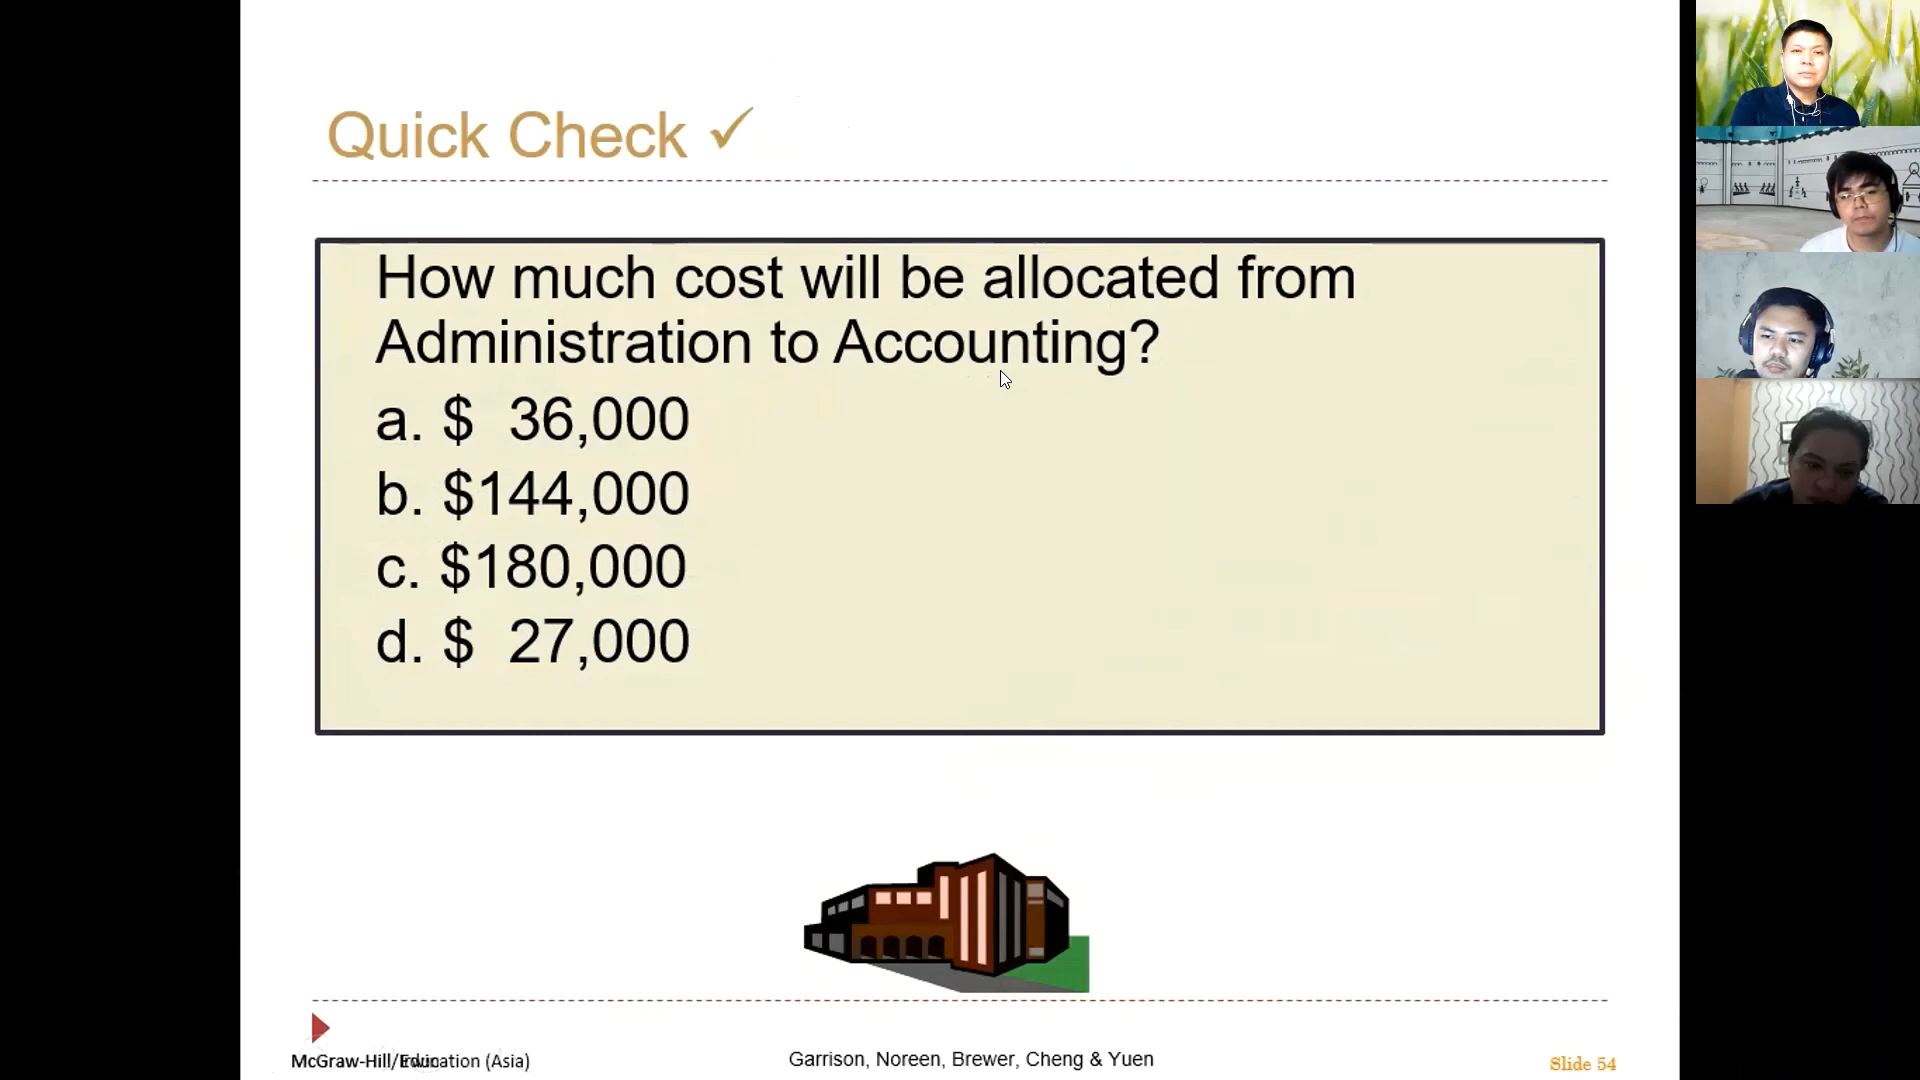 Quick Check ✓
How much cost will be allocated from
Administration to Accounting?
a. $ 36,000
b. $144,000
c. $180,000
d. $ 27,000
McGraw-Hill/ (Asia)
Garrison, Noreen, Brewer, Cheng & Yuen
Slide 54